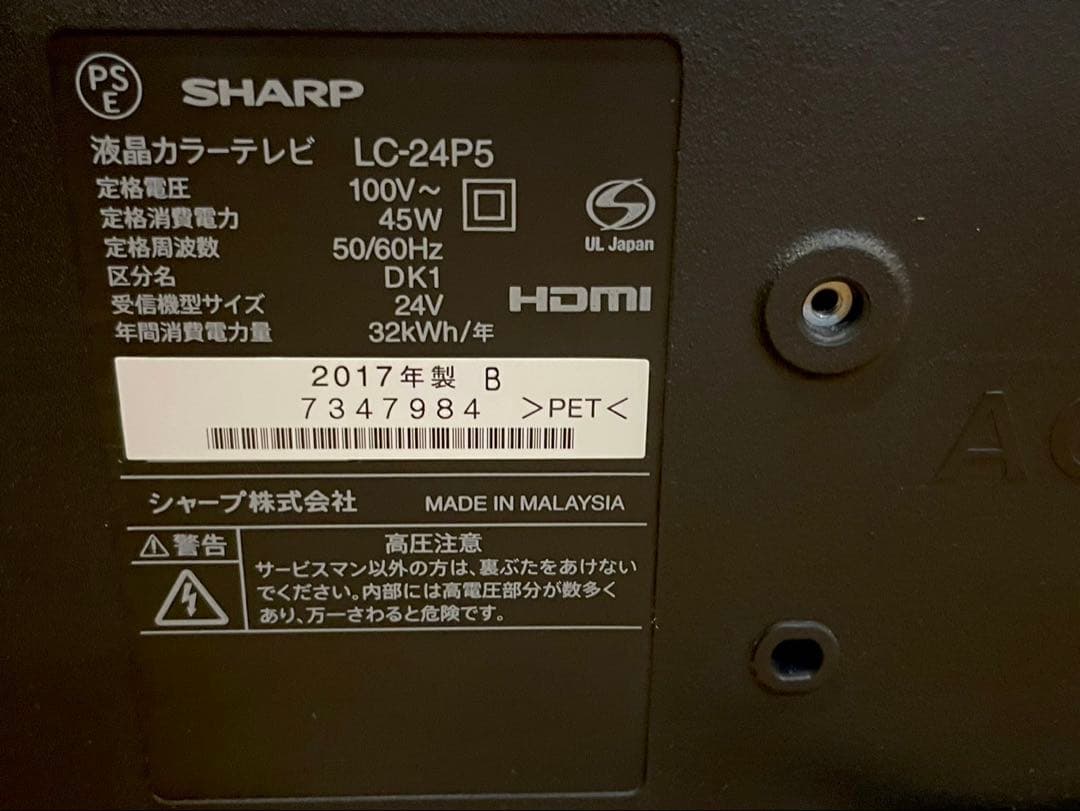 PS
E
SHARP
液晶カラーテレビ LC-24P5
定格電圧 100V～
定格消費電力 45W
定格周波数 50/60Hz
区分名 DK1
受信機型サイズ 24V
年間消費電力量 32kWh/年
UL Japan
HDMI
2017年製 B
7347984 >PET<
シャープ株式会社 MADE IN MALAYSIA
⚠警告
高圧注意
サービスマン以外の方は、裏ぶたをあけない
でください。内部には高電圧部分が数多く
あり、万一さわると危険です。